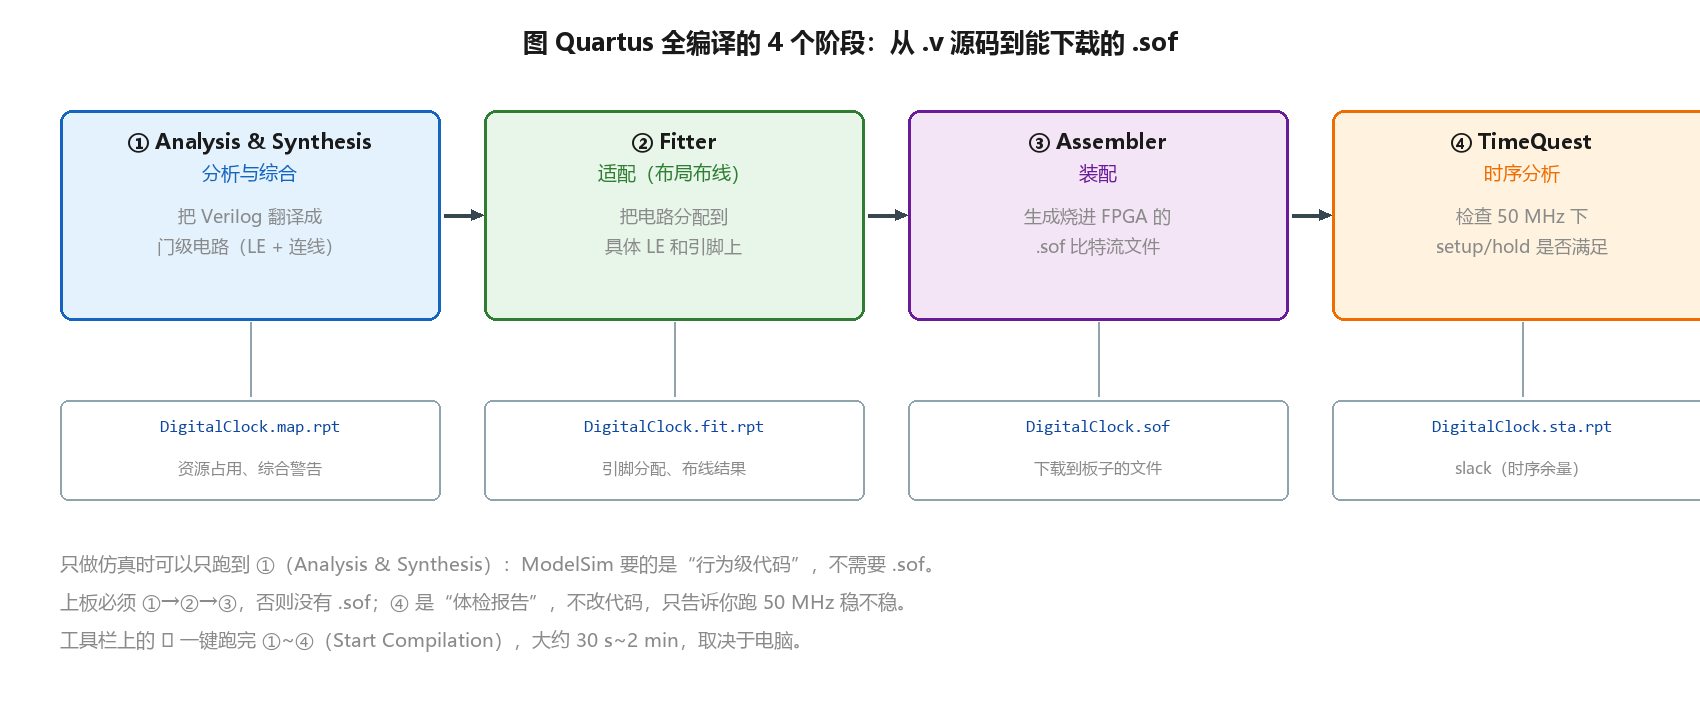 图 Quartus 全编译的 4 个阶段：从 .v 源码到能下载的 .sof
① Analysis & Synthesis
分析与综合
把 Verilog 翻译成
门级电路（LE + 连线）
② Fitter
适配（布局布线）
把电路分配到
具体 LE 和引脚上
③ Assembler
装配
生成烧进 FPGA 的
.sof 比特流文件
④ TimeQuest
时序分析
检查 50 MHz 下
setup/hold 是否满足
DigitalClock.map.rpt
资源占用、综合警告
DigitalClock.fit.rpt
引脚分配、布线结果
DigitalClock.sof
下载到板子的文件
DigitalClock.sta.rpt
slack（时序余量）
只做仿真时可以只跑到 ①（Analysis & Synthesis）：ModelSim 要的是“行为级代码”，不需要 .sof。
上板必须 ①→②→③，否则没有 .sof；④ 是“体检报告”，不改代码，只告诉你跑 50 MHz 稳不稳。
工具栏上的 ▯ 一键跑完 ①~④（Start Compilation），大约 30 s~2 min，取决于电脑。